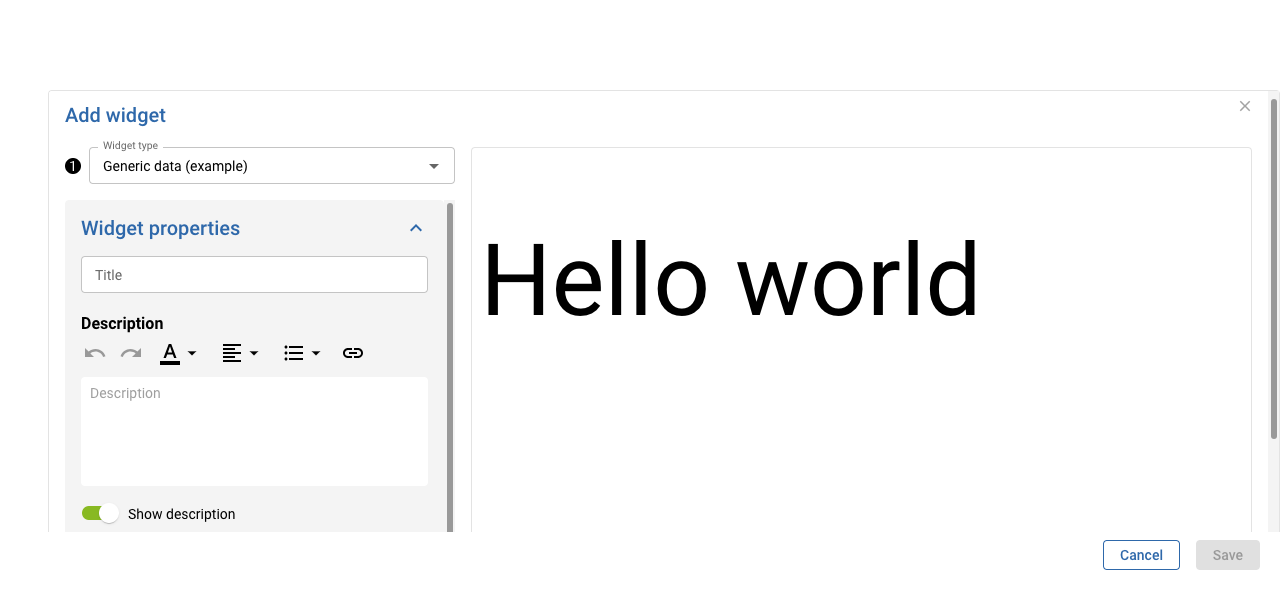 Add widget
Widget type
1
Generic data (example)
Widget properties
Title
Description
A
Description
Show description
Hello world
Cancel
Save